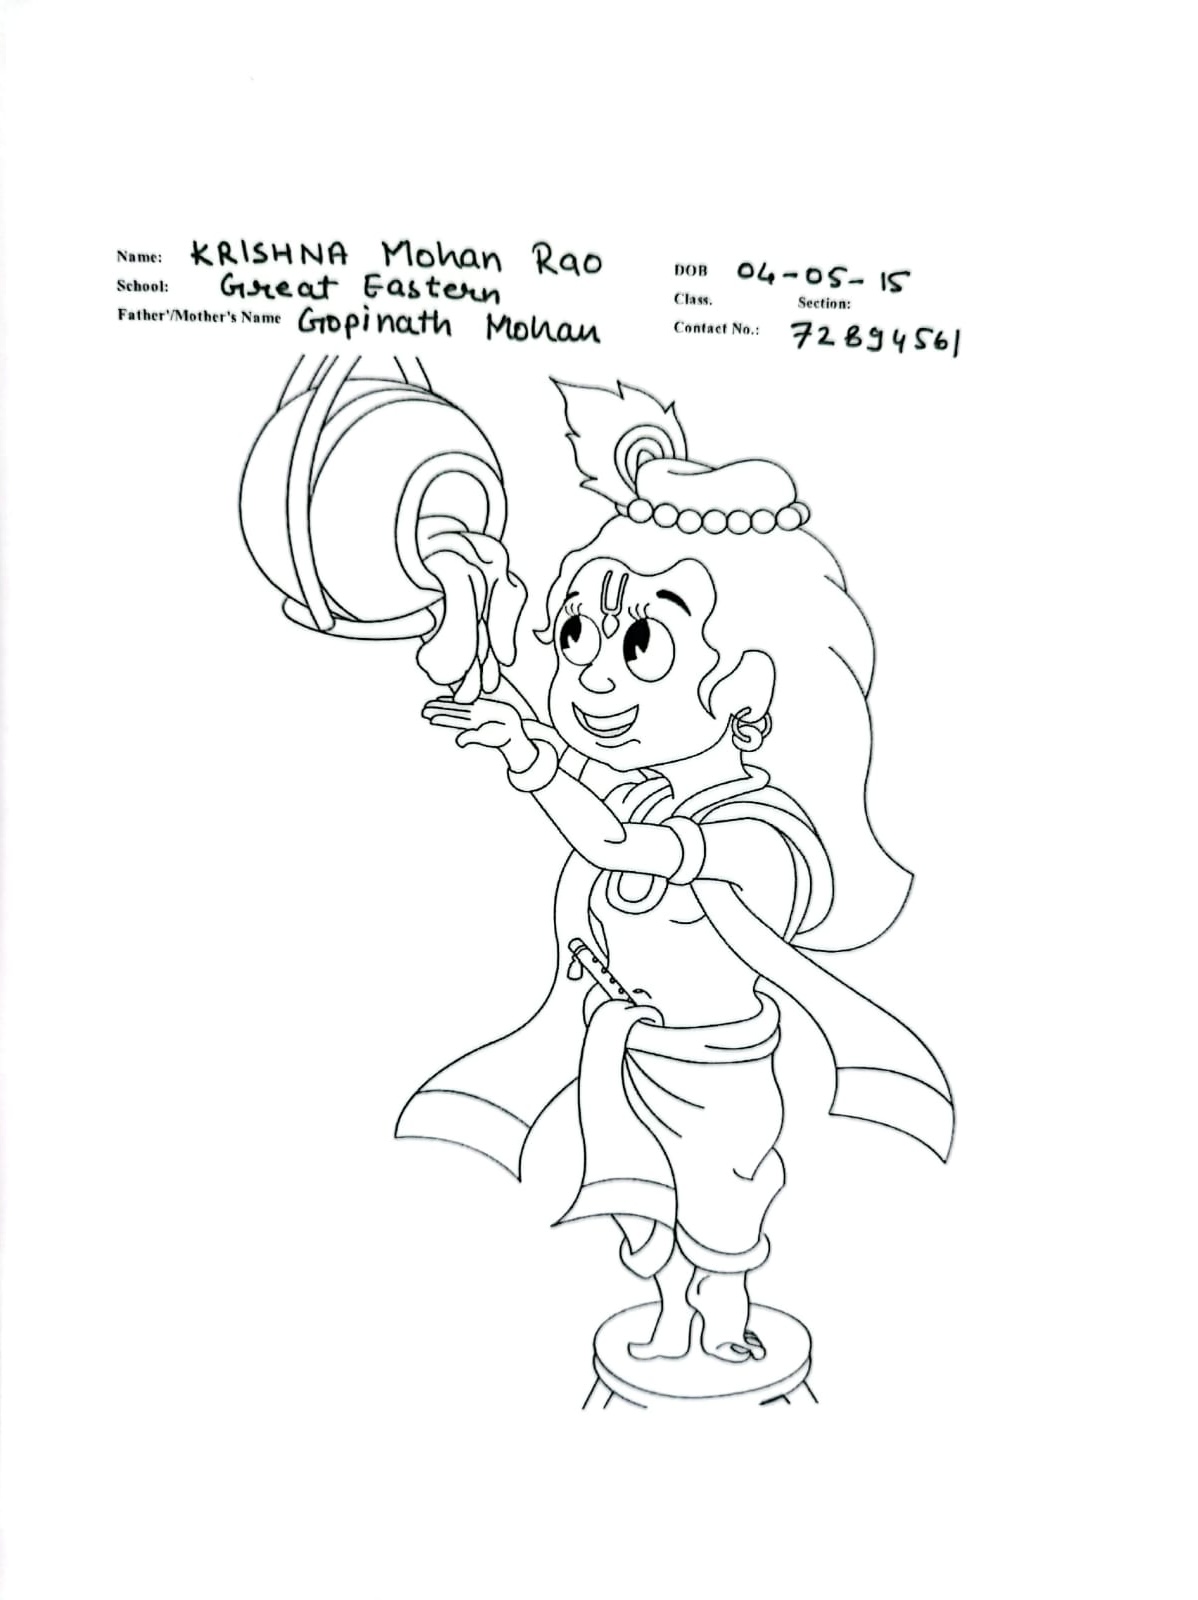 Name: KRISHNA Mohan Rao DOB 04-05-15
School: Great Eastern Class. Section:
Father'/Mother's Name Gopinath Mohan Contact No.: 72894561